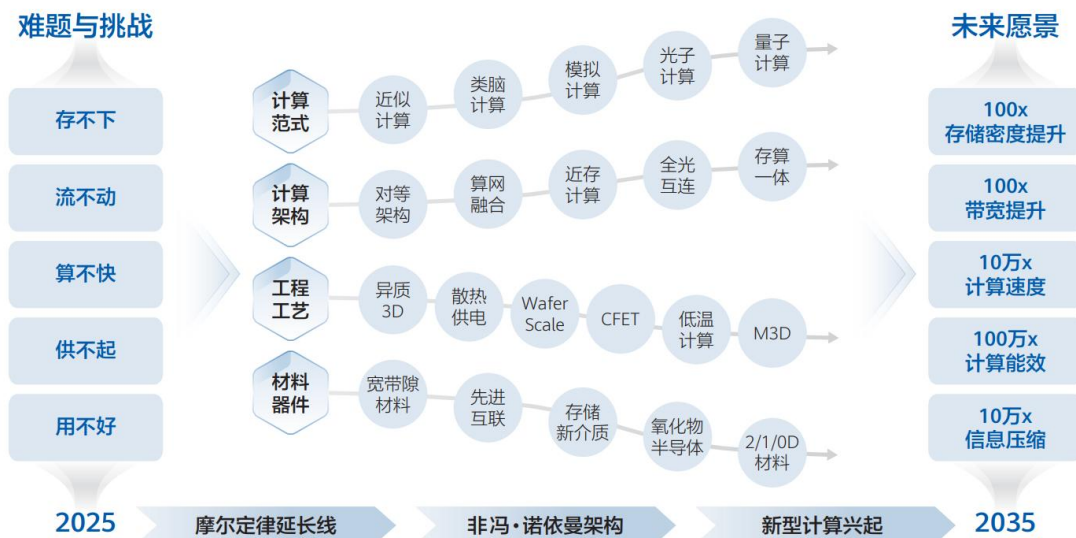 难题与挑战
存不下
流不动
算不快
供不起
用不好
2025
计算
范式
近似
计算
类脑
计算
模拟
计算
光子
计算
量子
计算
计算
架构
对等
架构
算网
融合
近存
计算
全光
互连
存算
一体
工程
工艺
异质
3D
散热
供电
Wafer
Scale
CFET
低温
计算
M3D
材料
器件
宽带隙
材料
先进
互联
存储
新介质
氧化物
半导体
2/1/0D
材料
摩尔定律延长线
非冯·诺依曼架构
新型计算兴起
未来愿景
100x
存储密度提升
100x
带宽提升
10万x
计算速度
100万x
计算能效
10万x
信息压缩
2035